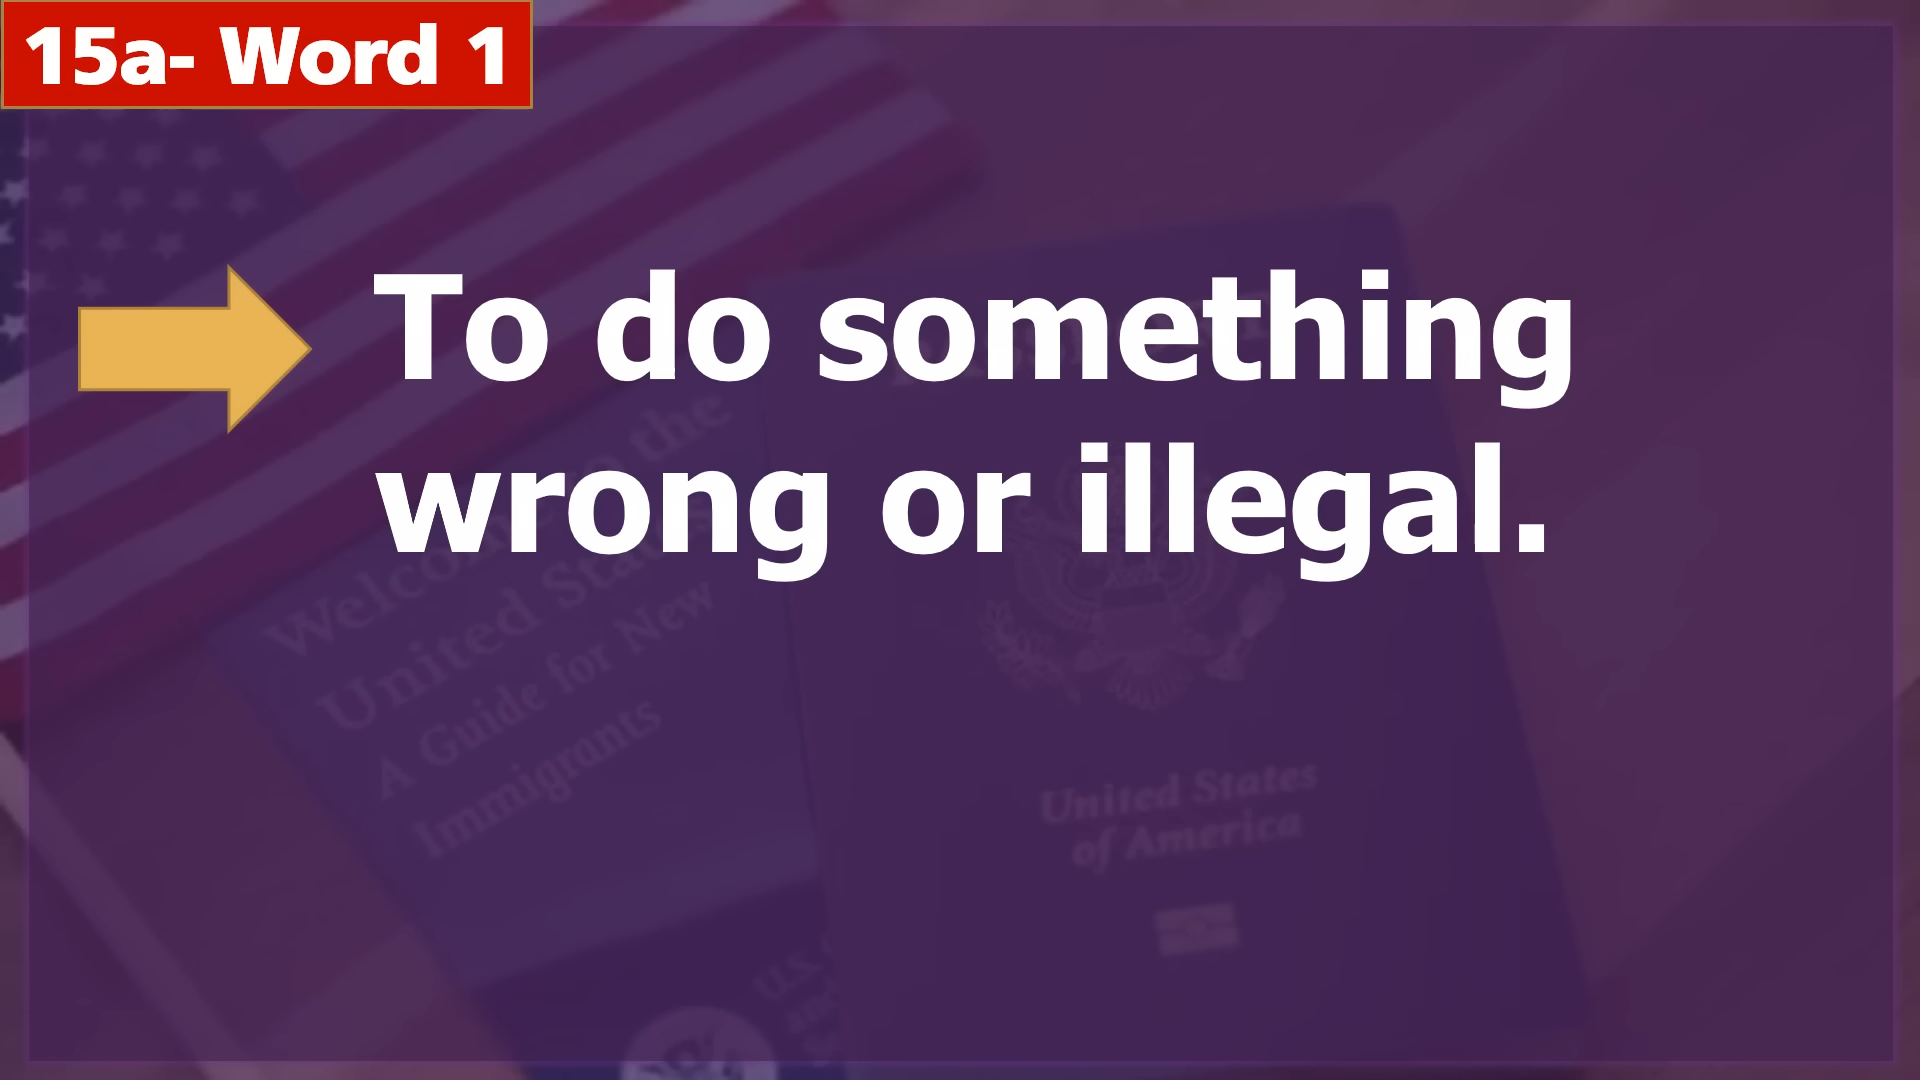 15a- Word 1
To do something
wrong or illegal.
Welcome to the
United States
A Guide for New
Immigrants
United States
of America